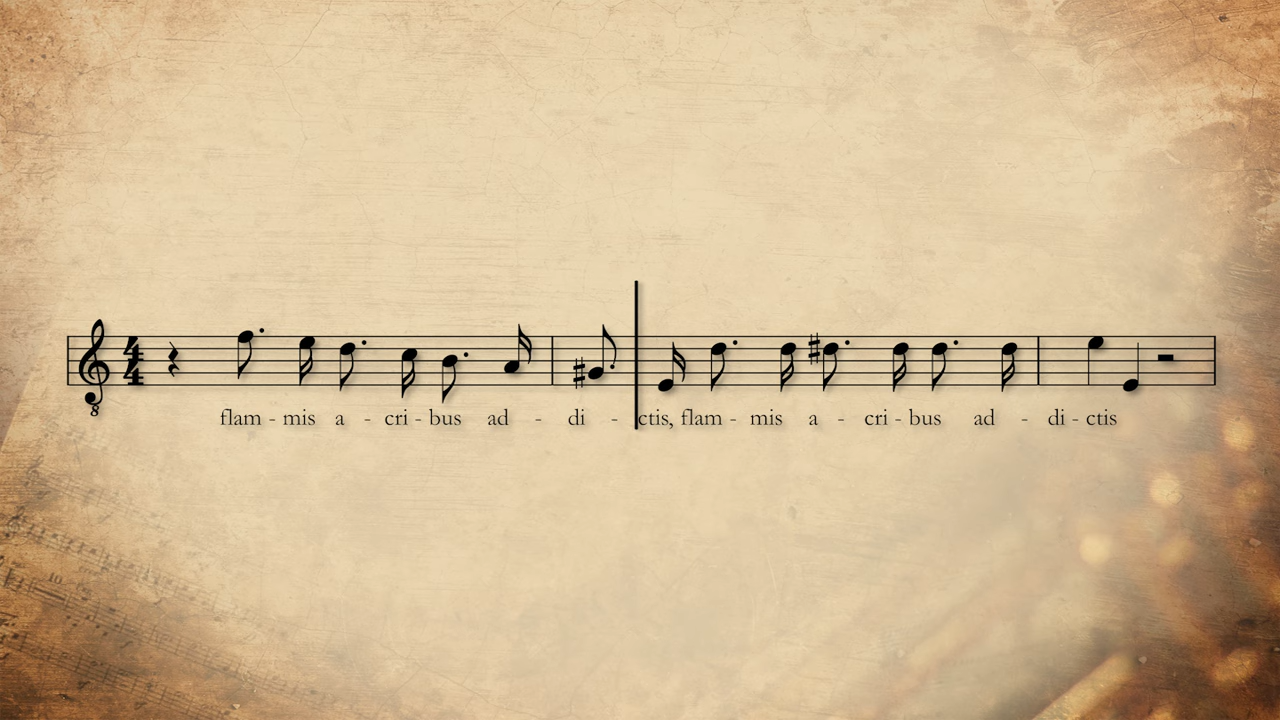 flam - mis a - cri - bus ad - di - ctis, flam - mis a - cri - bus ad - di - ctis